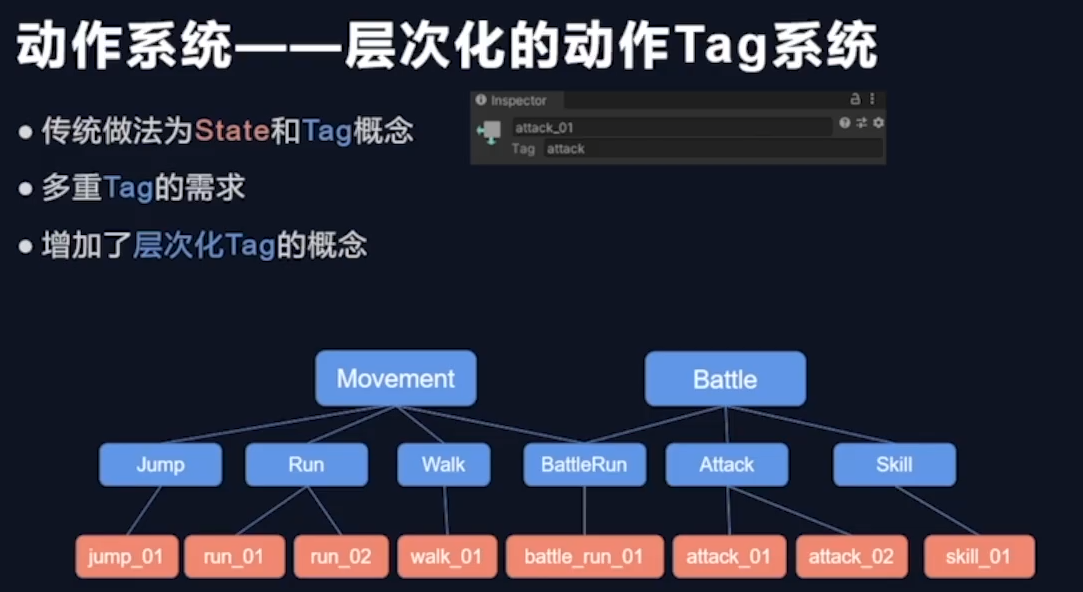 动作系统——层次化的动作Tag系统
● 传统做法为State和Tag概念
● 多重Tag的需求
● 增加了层次化Tag的概念
Inspector
attack_01
Tag attack
Movement Battle
Jump Run Walk BattleRun Attack Skill
jump_01 run_01 run_02 walk_01 battle_run_01 attack_01 attack_02 skill_01